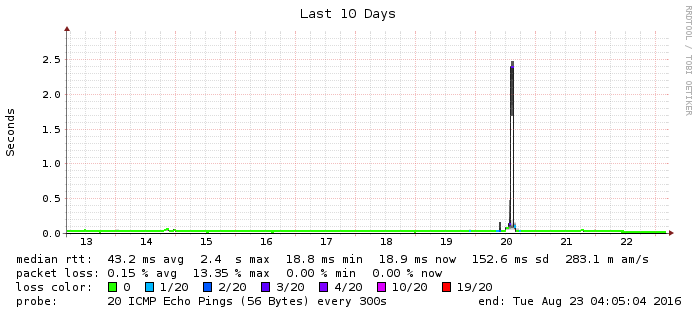 Last 10 Days
RRDTOOL / TOBI OETIKER
Seconds
2.5
2.0
1.5
1.0
0.5
0.0
13 14 15 16 17 18 19 20 21 22
median rtt: 43.2 ms avg 2.4 s max 18.8 ms min 18.9 ms now 152.6 ms sd 283.1 m am/s
packet loss: 0.15 % avg 13.35 % max 0.00 % min 0.00 % now
loss color: 0 1/20 2/20 3/20 4/20 10/20 19/20
probe: 20 ICMP Echo Pings (56 Bytes) every 300s end: Tue Aug 23 04:05:04 2016